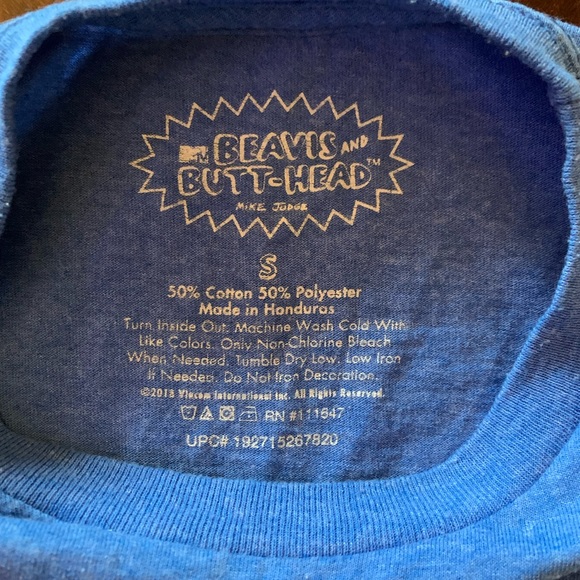 MTV BEAVIS AND
BUTT-HEAD™
MIKE JUDGE
S
50% Cotton 50% Polyester
Made in Honduras
Turn Inside Out. Machine Wash Cold With
Like Colors. Only Non-Chlorine Bleach
When Needed. Tumble Dry Low. Low Iron
If Needed. Do Not Iron Decoration.
©2018 Viacom International Inc. All Rights Reserved.
RN #111647
UPC# 192715267820